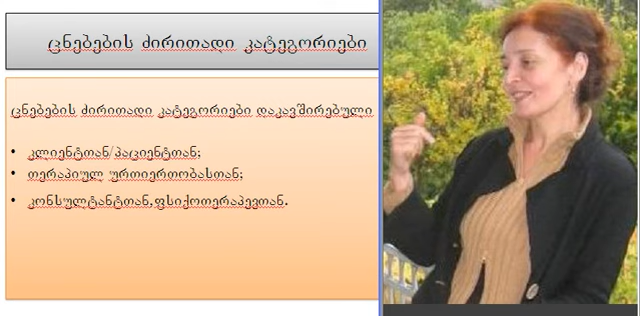 ცნებების ძირითადი კატეგორიები
ცნებების ძირითადი კატეგორიები დაკავშირებული
• კლიენტთან/პაციენტთან;
• თერაპიულ ურთიერთობასთან;
• კონსულტანტთან,ფსიქოთერაპევთან.